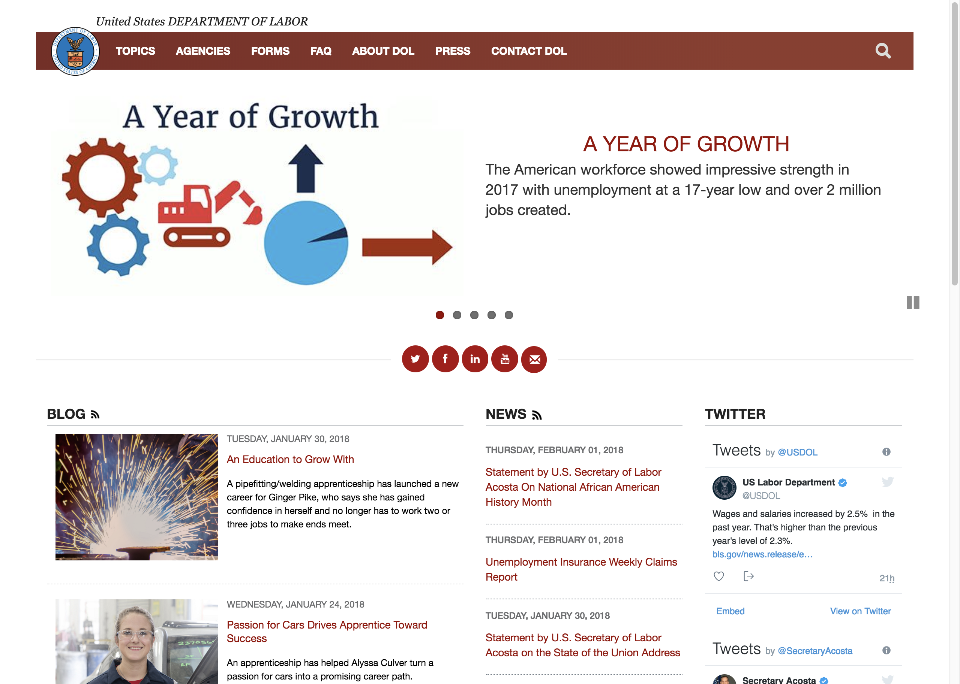 United States DEPARTMENT OF LABOR
TOPICS AGENCIES FORMS FAQ ABOUT DOL PRESS CONTACT DOL
A Year of Growth
A YEAR OF GROWTH
The American workforce showed impressive strength in
2017 with unemployment at a 17-year low and over 2 million
jobs created.
BLOG
TUESDAY, JANUARY 30, 2018
An Education to Grow With
A pipefitting/welding apprenticeship has launched a new
career for Ginger Pike, who says she has gained
confidence in herself and no longer has to work two or
three jobs to make ends meet.
WEDNESDAY, JANUARY 24, 2018
Passion for Cars Drives Apprentice Toward
Success
An apprenticeship has helped Alyssa Culver turn a
passion for cars into a promising career path.
NEWS
THURSDAY, FEBRUARY 01, 2018
Statement by U.S. Secretary of Labor
Acosta On National African American
History Month
THURSDAY, FEBRUARY 01, 2018
Unemployment Insurance Weekly Claims
Report
TUESDAY, JANUARY 30, 2018
Statement by U.S. Secretary of Labor
Acosta on the State of the Union Address
TWITTER
Tweets by @USDOL
US Labor Department
@USDOL
Wages and salaries increased by 2.5% in the
past year. That's higher than the previous
year's level of 2.3%.
bls.gov/news.release/e…
21h
Embed View on Twitter
Tweets by @SecretaryAcosta
Secretary Acosta